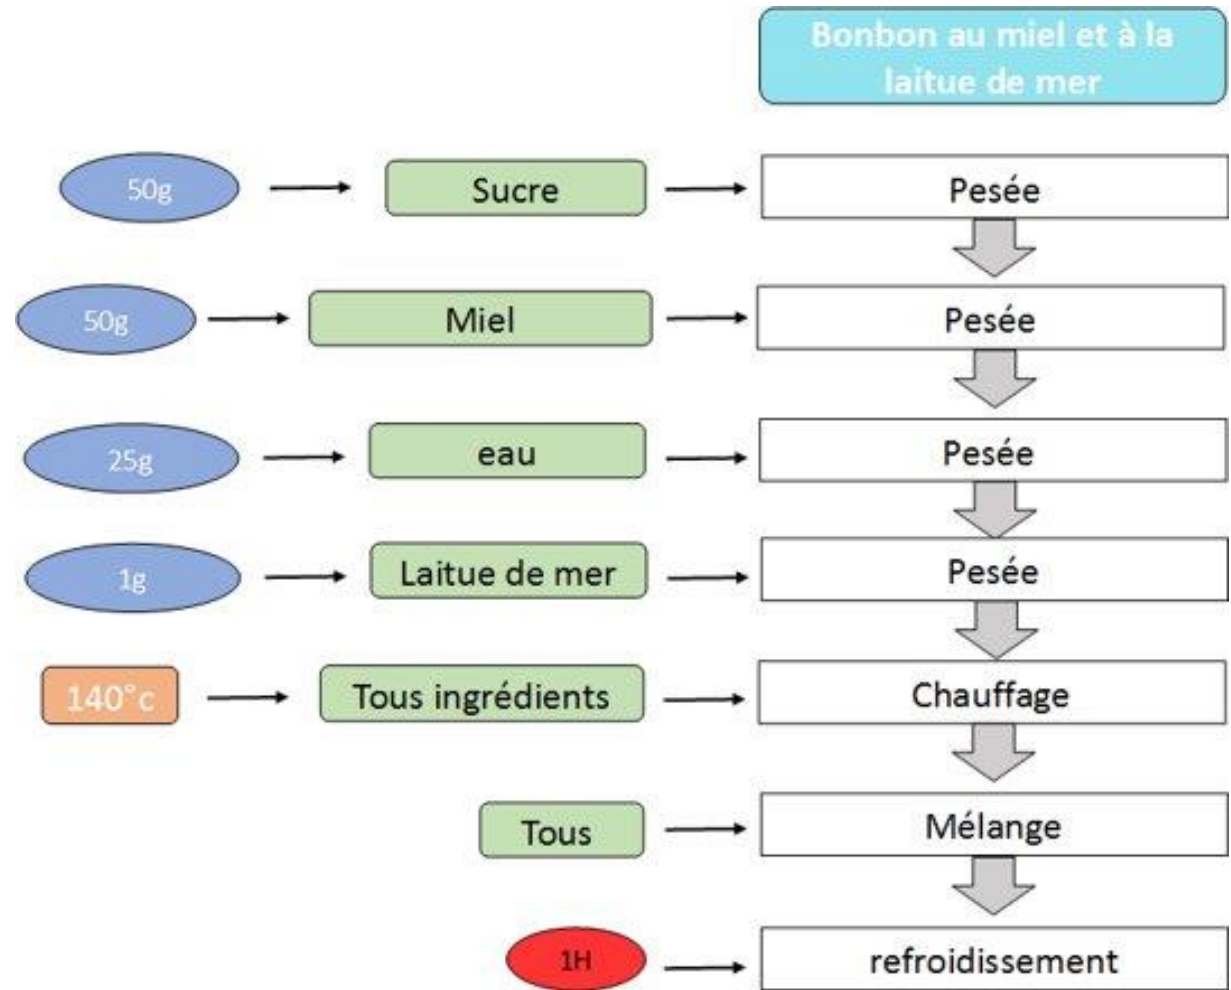 Bonbon au miel et à la
laitue de mer
50g
Sucre
Pesée
50g
Miel
Pesée
25g
eau
Pesée
1g
Laitue de mer
Pesée
140°c
Tous ingrédients
Chauffage
Tous
Mélange
1H
refroidissement